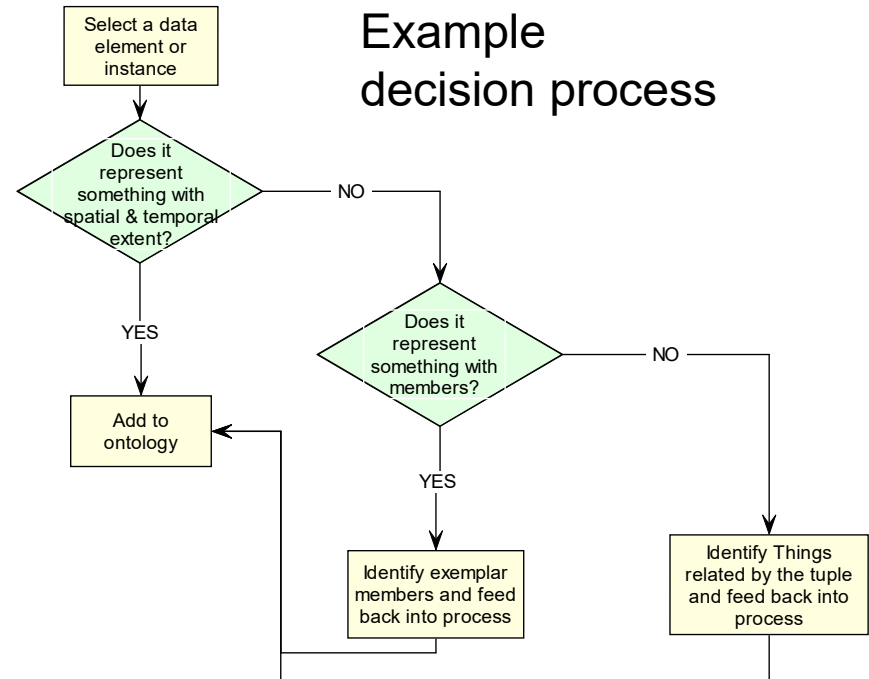 Example
decision process
Select a data
element or
instance
Does it
represent
something with
spatial & temporal
extent?
NO
YES
Does it
represent
something with
members?
NO
Add to
ontology
YES
Identify exemplar
members and feed
back into process
Identify Things
related by the tuple
and feed back into
process